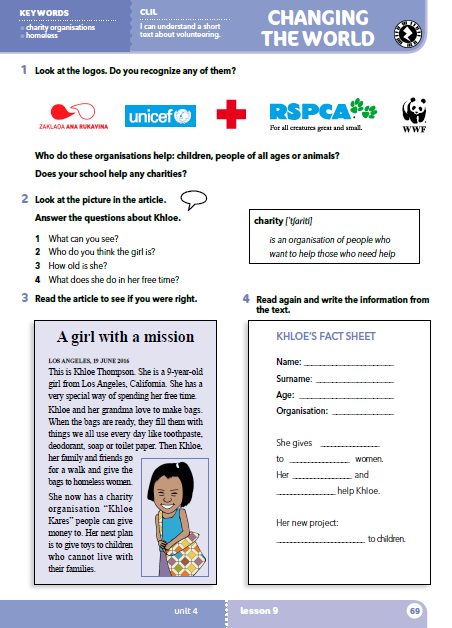 KEYWORDS
charity organisations
homeless
CLIL
I can understand a short
text about volunteering.
CHANGING
THE WORLD
1 Look at the logos. Do you recognize any of them?
ZAKLADA ANA RUKAVINA
unicef
RSPCA
For all creatures great and small.
WWF
Who do these organisations help: children, people of all ages or animals?
Does your school help any charities?
2 Look at the picture in the article.
Answer the questions about Khloe.
1 What can you see?
2 Who do you think the girl is?
3 How old is she?
4 What does she do in her free time?
charity ['tʃariti]
is an organisation of people who
want to help those who need help
3 Read the article to see if you were right.
A girl with a mission
LOS ANGELES, 19 JUNE 2016
This is Khloe Thompson. She is a 9-year-old
girl from Los Angeles, California. She has a
very special way of spending her free time.
Khloe and her grandma love to make bags.
When the bags are ready, they fill them with
things we all use every day like toothpaste,
deodorant, soap or toilet paper. Then Khloe,
her family and friends go
for a walk and give the
bags to homeless women.
She now has a charity
organisation “Khloe
Kares” people can give
money to. Her next plan
is to give toys to children
who cannot live with
their families.
4 Read again and write the information from
the text.
KHLOE'S FACT SHEET
Name: ____________
Surname: ____________
Age: ____________
Organisation: ____________
She gives ____________
to ____________ women.
Her ____________ and
____________ help Khloe.
Her new project:
____________ to children.
unit 4
lesson 9
69